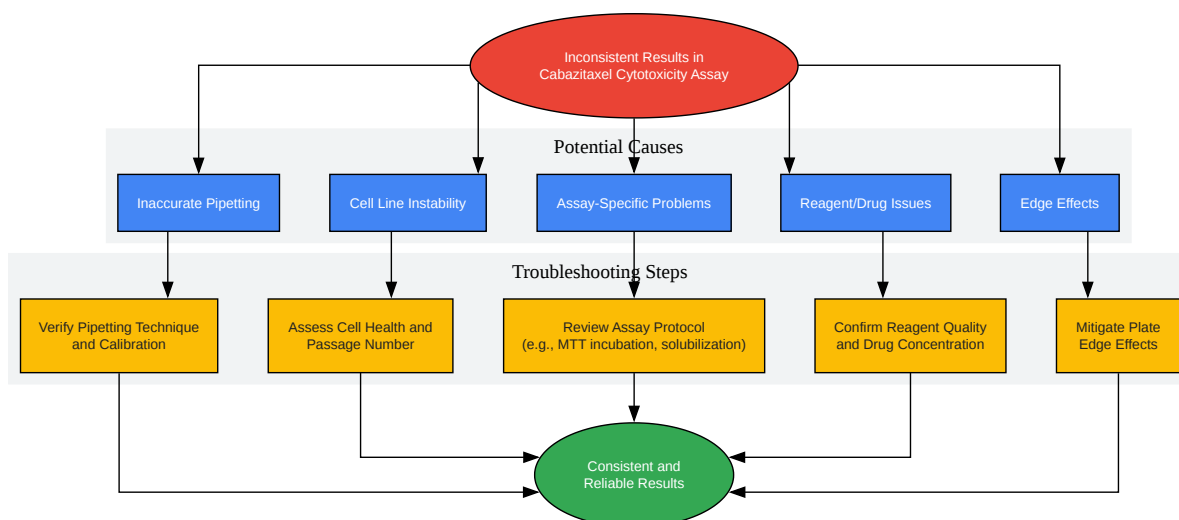 Inconsistent Results in
Cabazitaxel Cytotoxicity Assay
Potential Causes
Inaccurate Pipetting
Cell Line Instability
Assay-Specific Problems
Reagent/Drug Issues
Edge Effects
Troubleshooting Steps
Verify Pipetting Technique
and Calibration
Assess Cell Health and
Passage Number
Review Assay Protocol
(e.g., MTT incubation, solubilization)
Confirm Reagent Quality
and Drug Concentration
Mitigate Plate
Edge Effects
Consistent and
Reliable Results